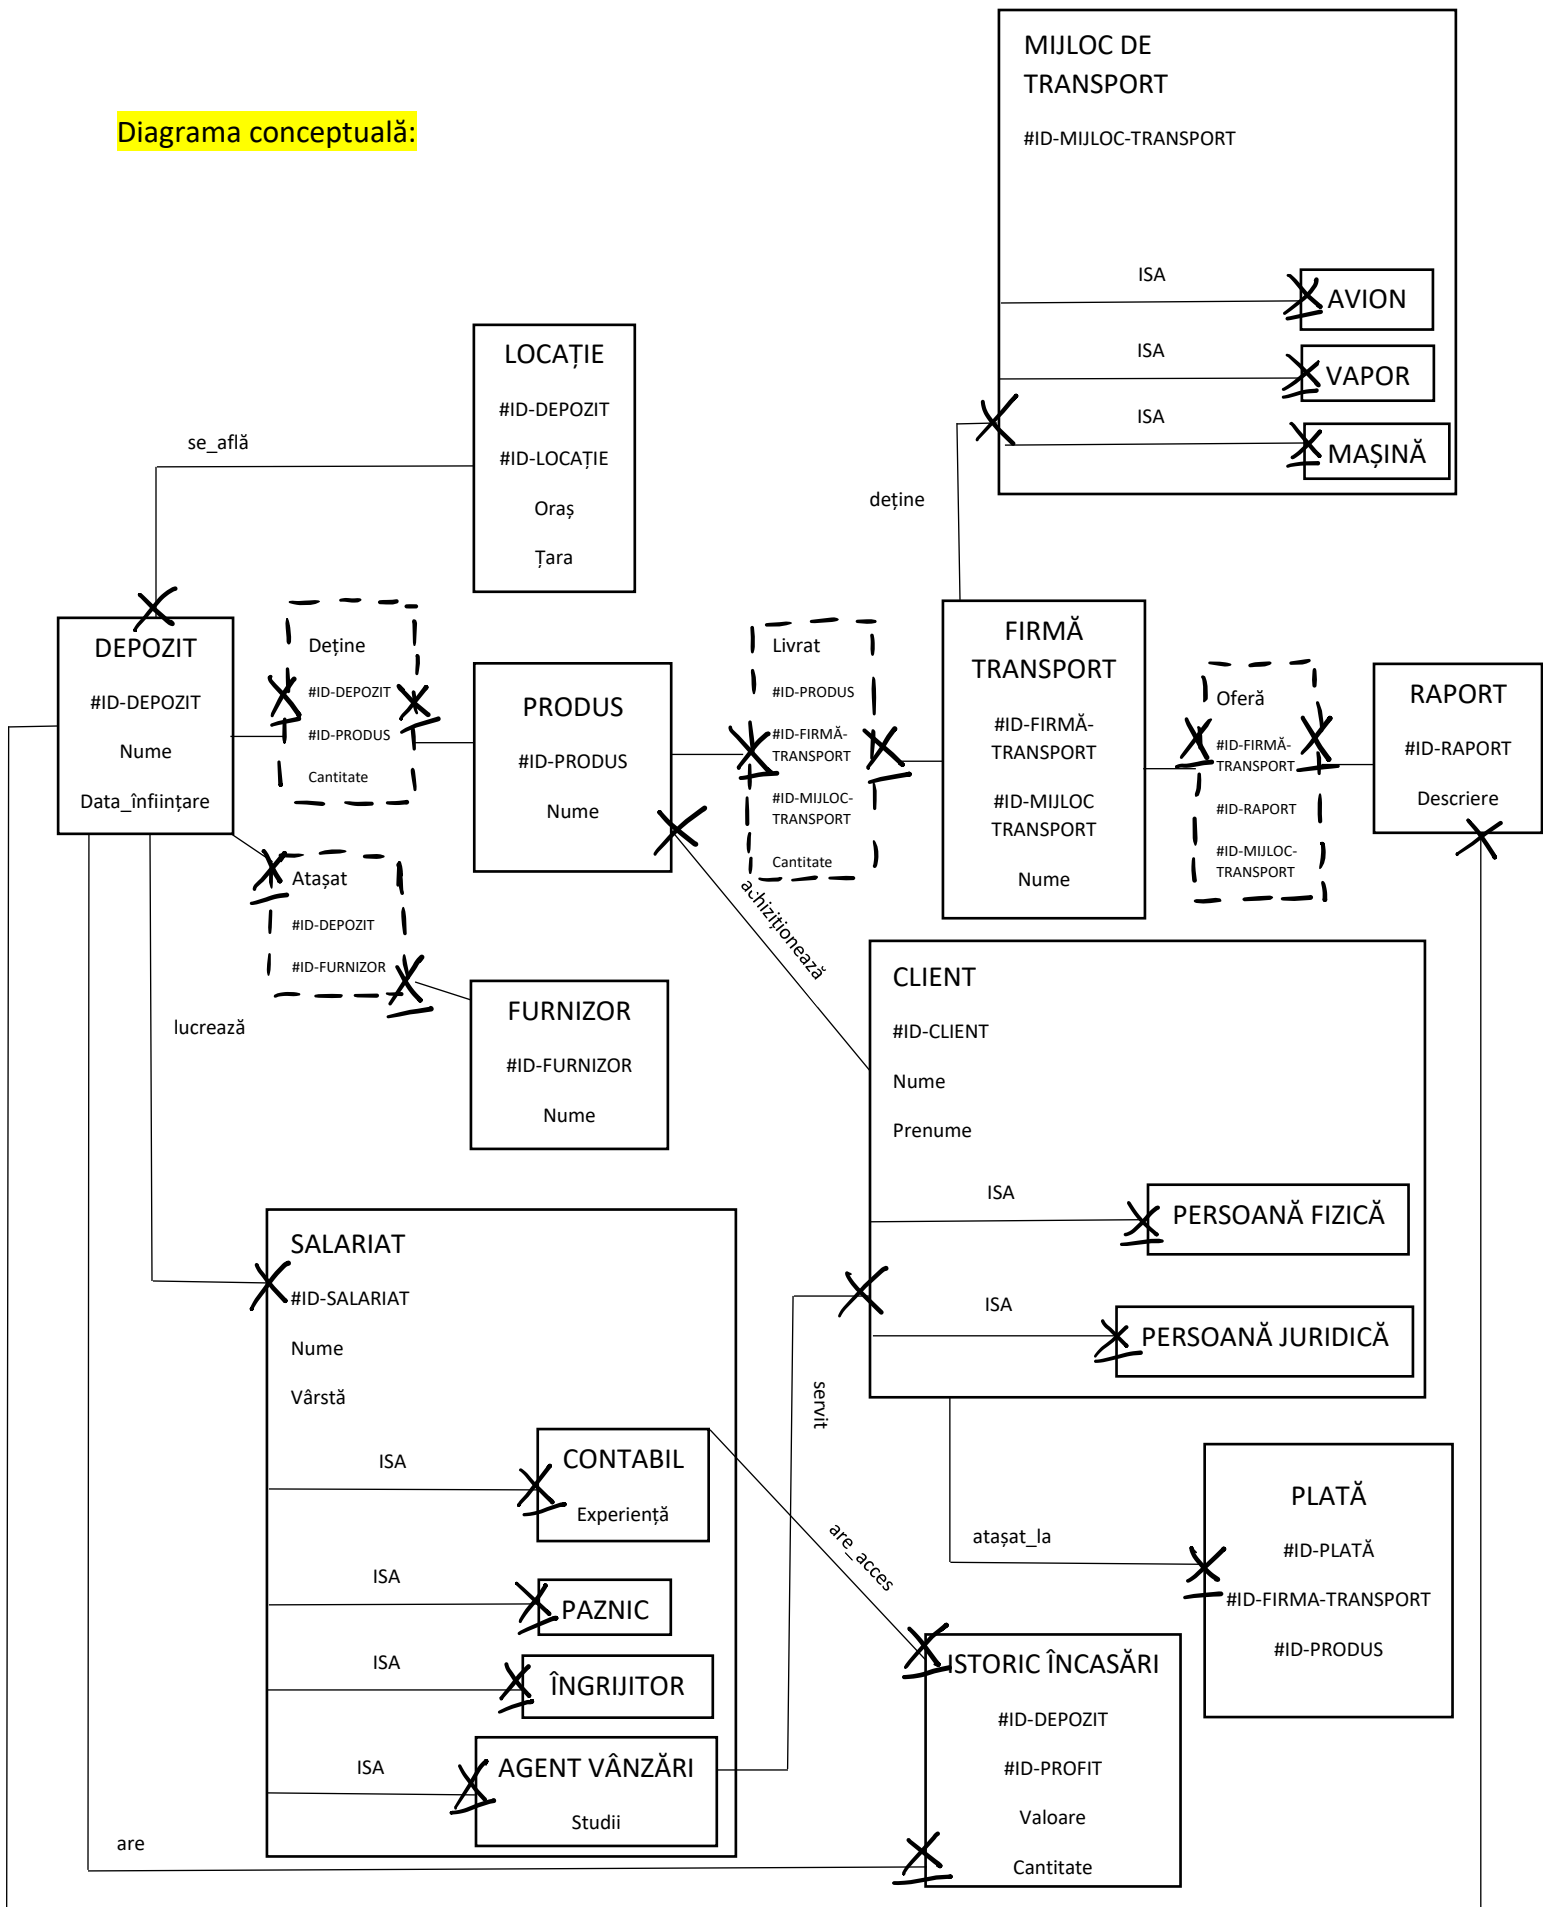 Diagrama conceptuală:
MIJLOC DE
TRANSPORT
#ID-MIJLOC-TRANSPORT
ISA
AVION
ISA
VAPOR
ISA
MAȘINĂ
LOCAȚIE
#ID-DEPOZIT
#ID-LOCAȚIE
Oraș
Țara
se_află
deține
DEPOZIT
#ID-DEPOZIT
Nume
Data_înființare
Deține
#ID-DEPOZIT
#ID-PRODUS
Cantitate
PRODUS
#ID-PRODUS
Nume
Livrat
#ID-PRODUS
#ID-FIRMĂ-
TRANSPORT
#ID-MIJLOC-
TRANSPORT
Cantitate
FIRMĂ
TRANSPORT
#ID-FIRMĂ-
TRANSPORT
#ID-MIJLOC
TRANSPORT
Nume
Oferă
#ID-FIRMĂ-
TRANSPORT
#ID-RAPORT
#ID-MIJLOC-
TRANSPORT
RAPORT
#ID-RAPORT
Descriere
Atașat
#ID-DEPOZIT
#ID-FURNIZOR
achiziționează
lucrează
FURNIZOR
#ID-FURNIZOR
Nume
CLIENT
#ID-CLIENT
Nume
Prenume
ISA
PERSOANĂ FIZICĂ
ISA
PERSOANĂ JURIDICĂ
SALARIAT
#ID-SALARIAT
Nume
Vârstă
ISA
CONTABIL
Experiență
ISA
PAZNIC
ISA
ÎNGRIJITOR
ISA
AGENT VÂNZĂRI
Studii
servit
are_acces
atașat_la
PLATĂ
#ID-PLATĂ
#ID-FIRMA-TRANSPORT
#ID-PRODUS
ISTORIC ÎNCASĂRI
#ID-DEPOZIT
#ID-PROFIT
Valoare
Cantitate
are